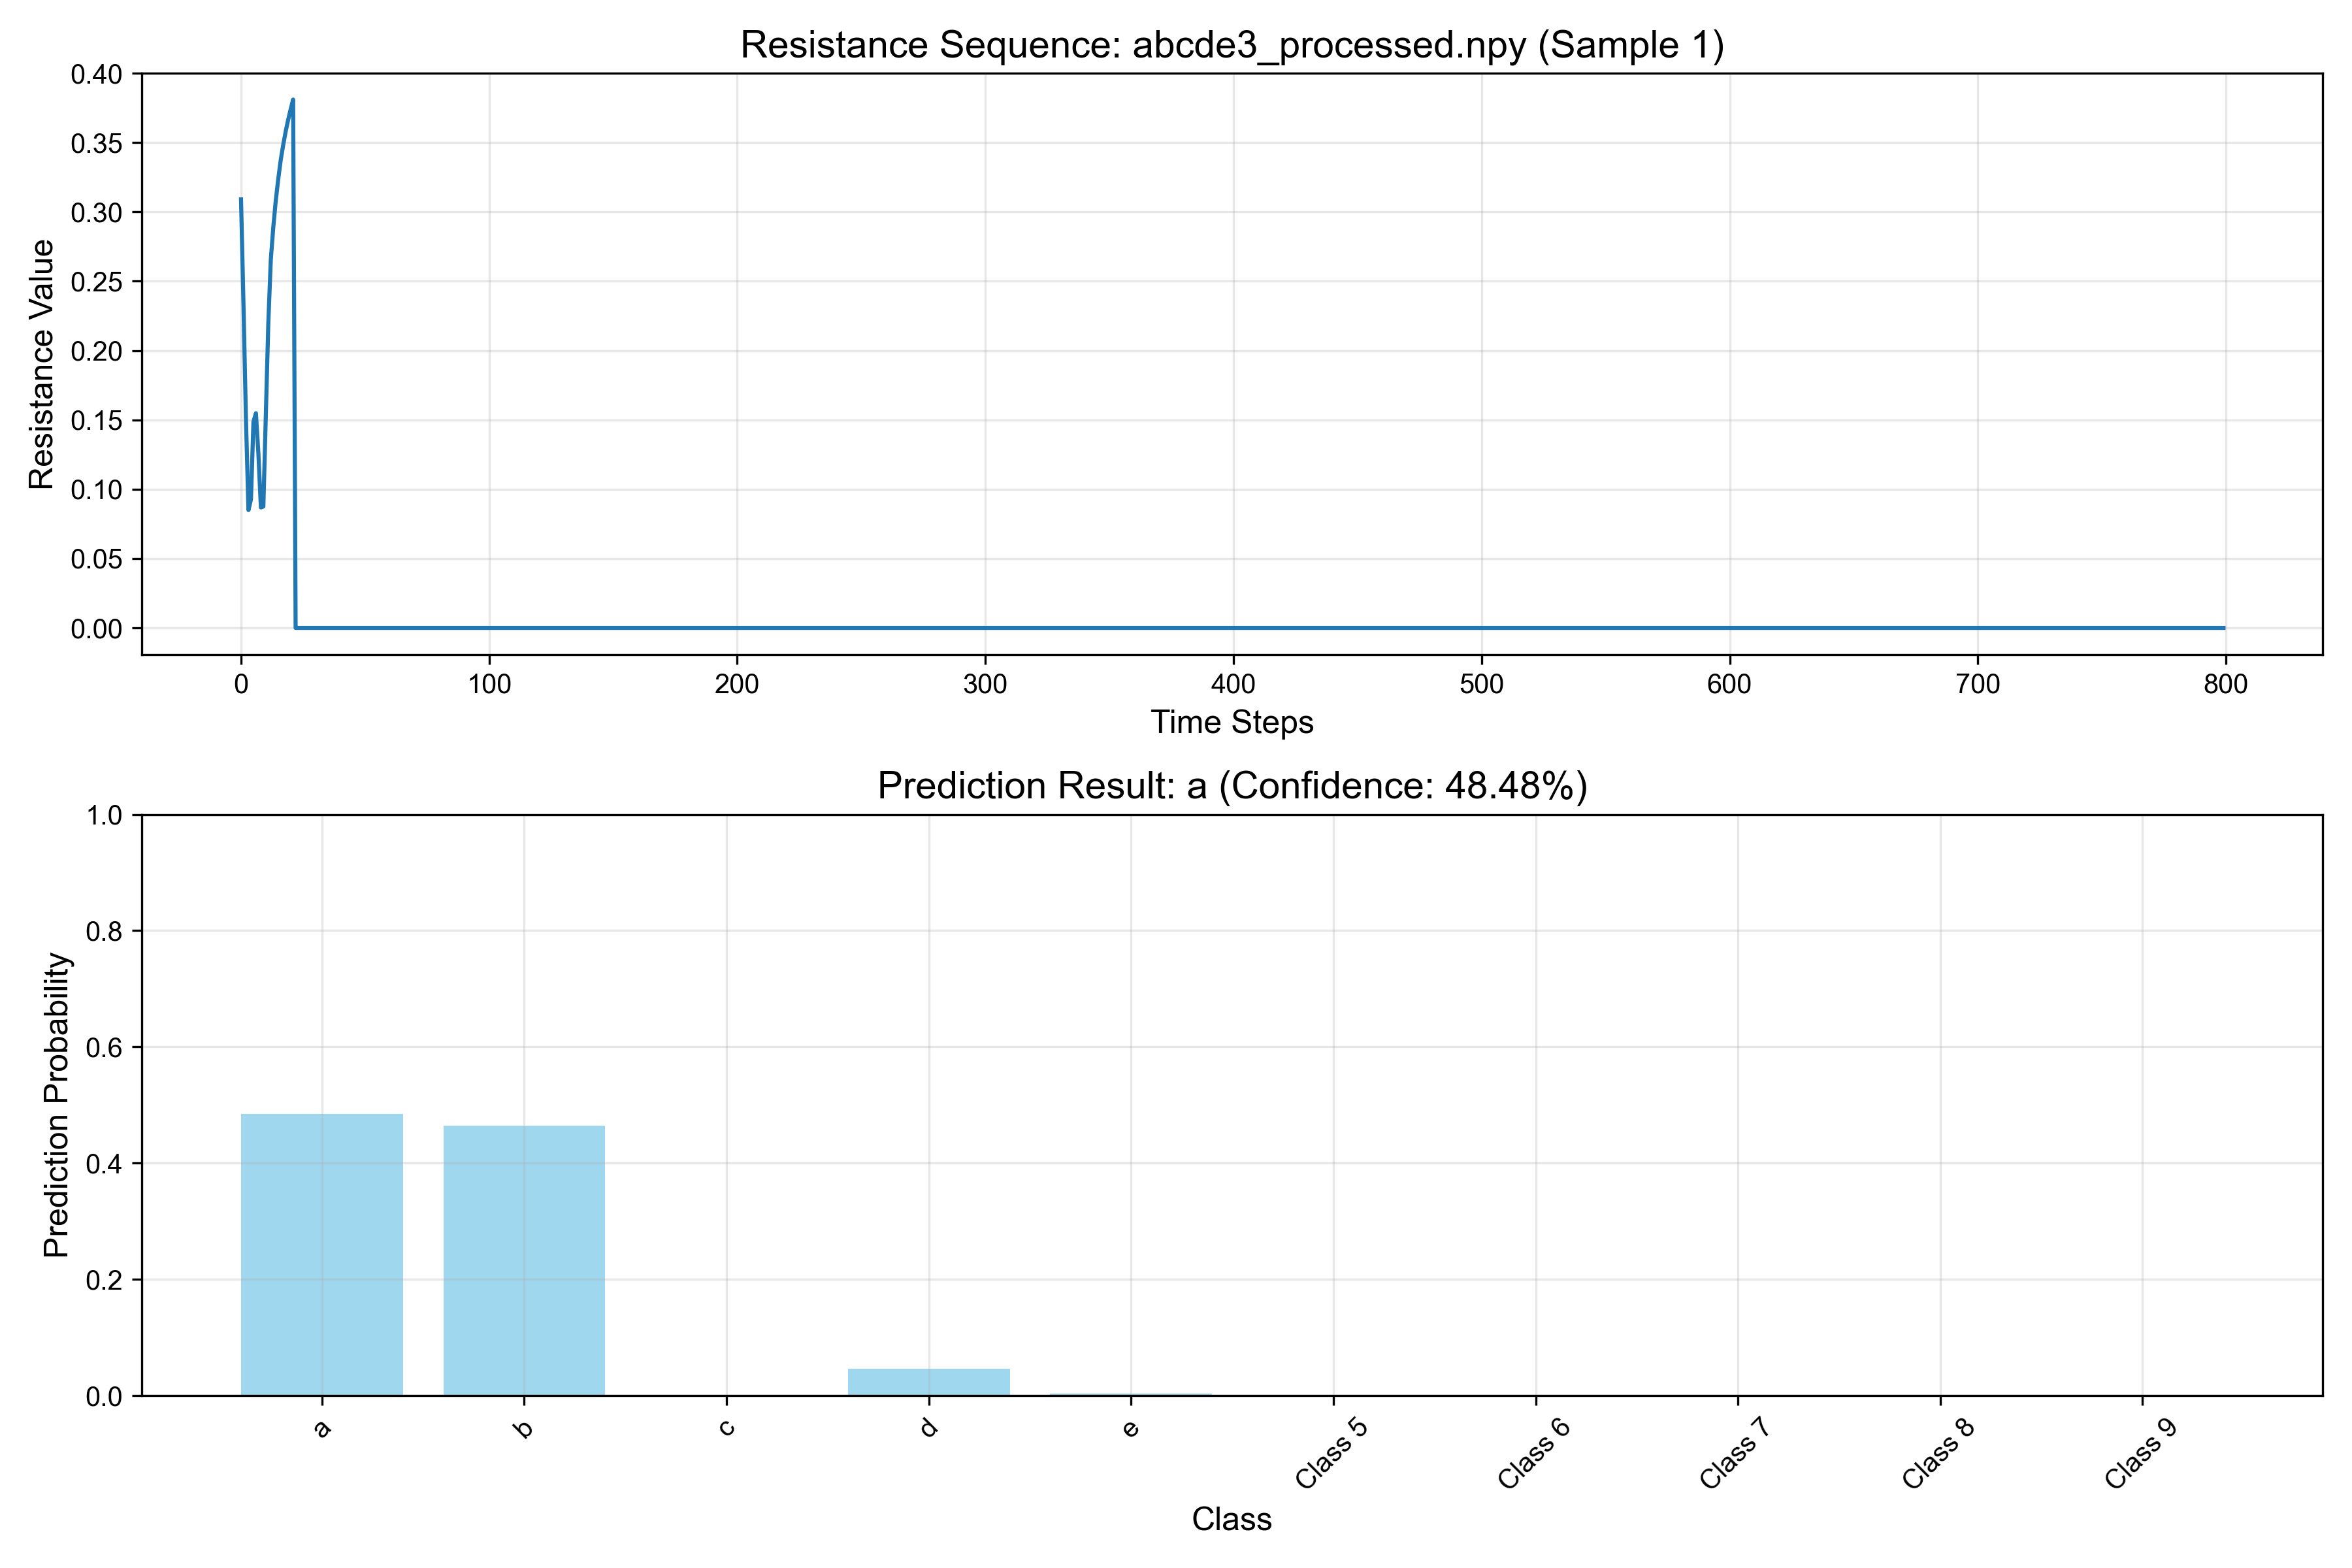 Resistance Sequence: abcde3_processed.npy (Sample 1)
0.40
0.35
0.30
0.25
0.20
0.15
0.10
0.05
0.00
Resistance Value
0 100 200 300 400 500 600 700 800
Time Steps
Prediction Result: a (Confidence: 48.48%)
1.0
0.8
0.6
0.4
0.2
0.0
Prediction Probability
a b c d e Class 5 Class 6 Class 7 Class 8 Class 9
Class